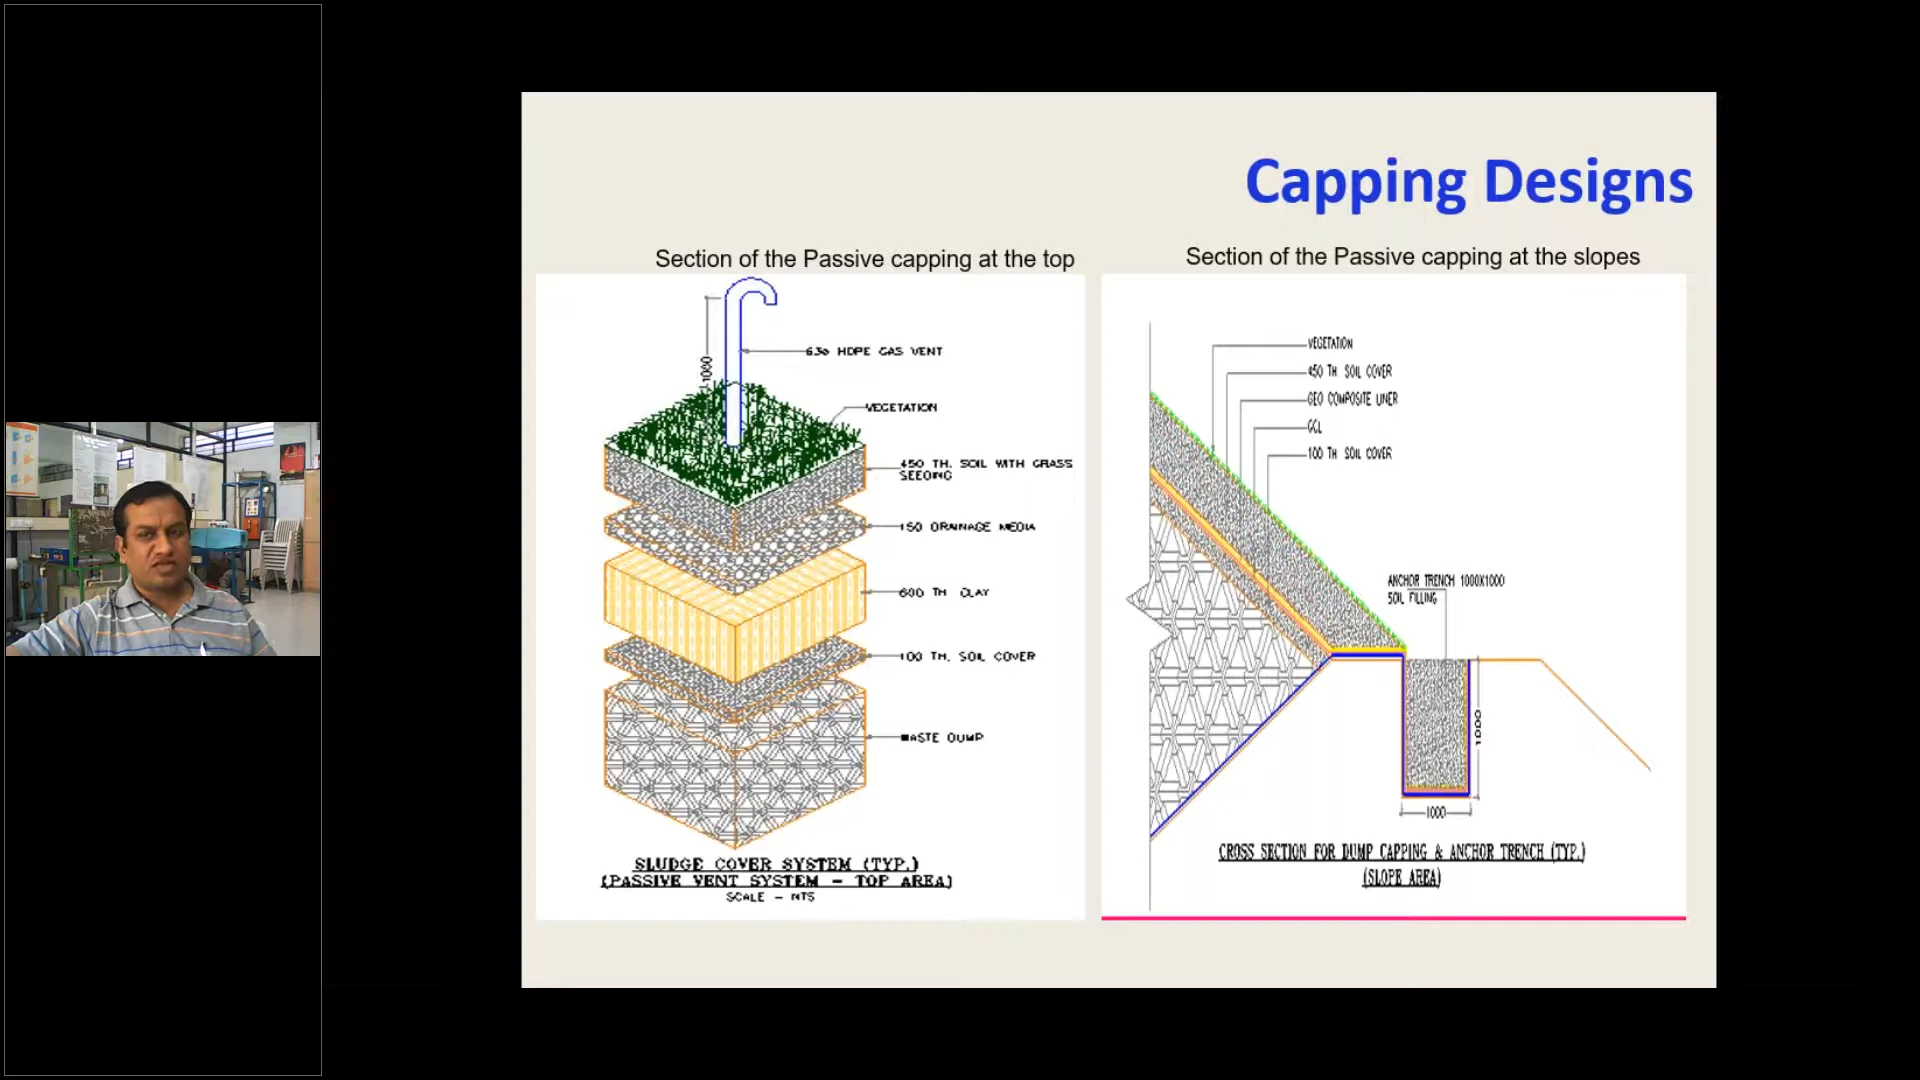 Capping Designs
Section of the Passive capping at the top
1000
HDPE GAS VENT
VEGETATION
450 TH. SOIL WITH GRASS
SEEDING
150 DRAINAGE MEDIA
600 TH CLAY
100 TH. SOIL COVER
WASTE DUMP
SLUDGE COVER SYSTEM (TYP.)
(PASSIVE VENT SYSTEM - TOP AREA)
SCALE - NTS
Section of the Passive capping at the slopes
VEGETATION
450 TH SOIL COVER
GEO COMPOSITE LINER
GCL
100 TH SOIL COVER
ANCHOR TRENCH 1000X1000
SOIL FILLING
1000
1000
CROSS SECTION FOR DUMP CAPPING & ANCHOR TRENCH (TYP.)
(SLOPE AREA)